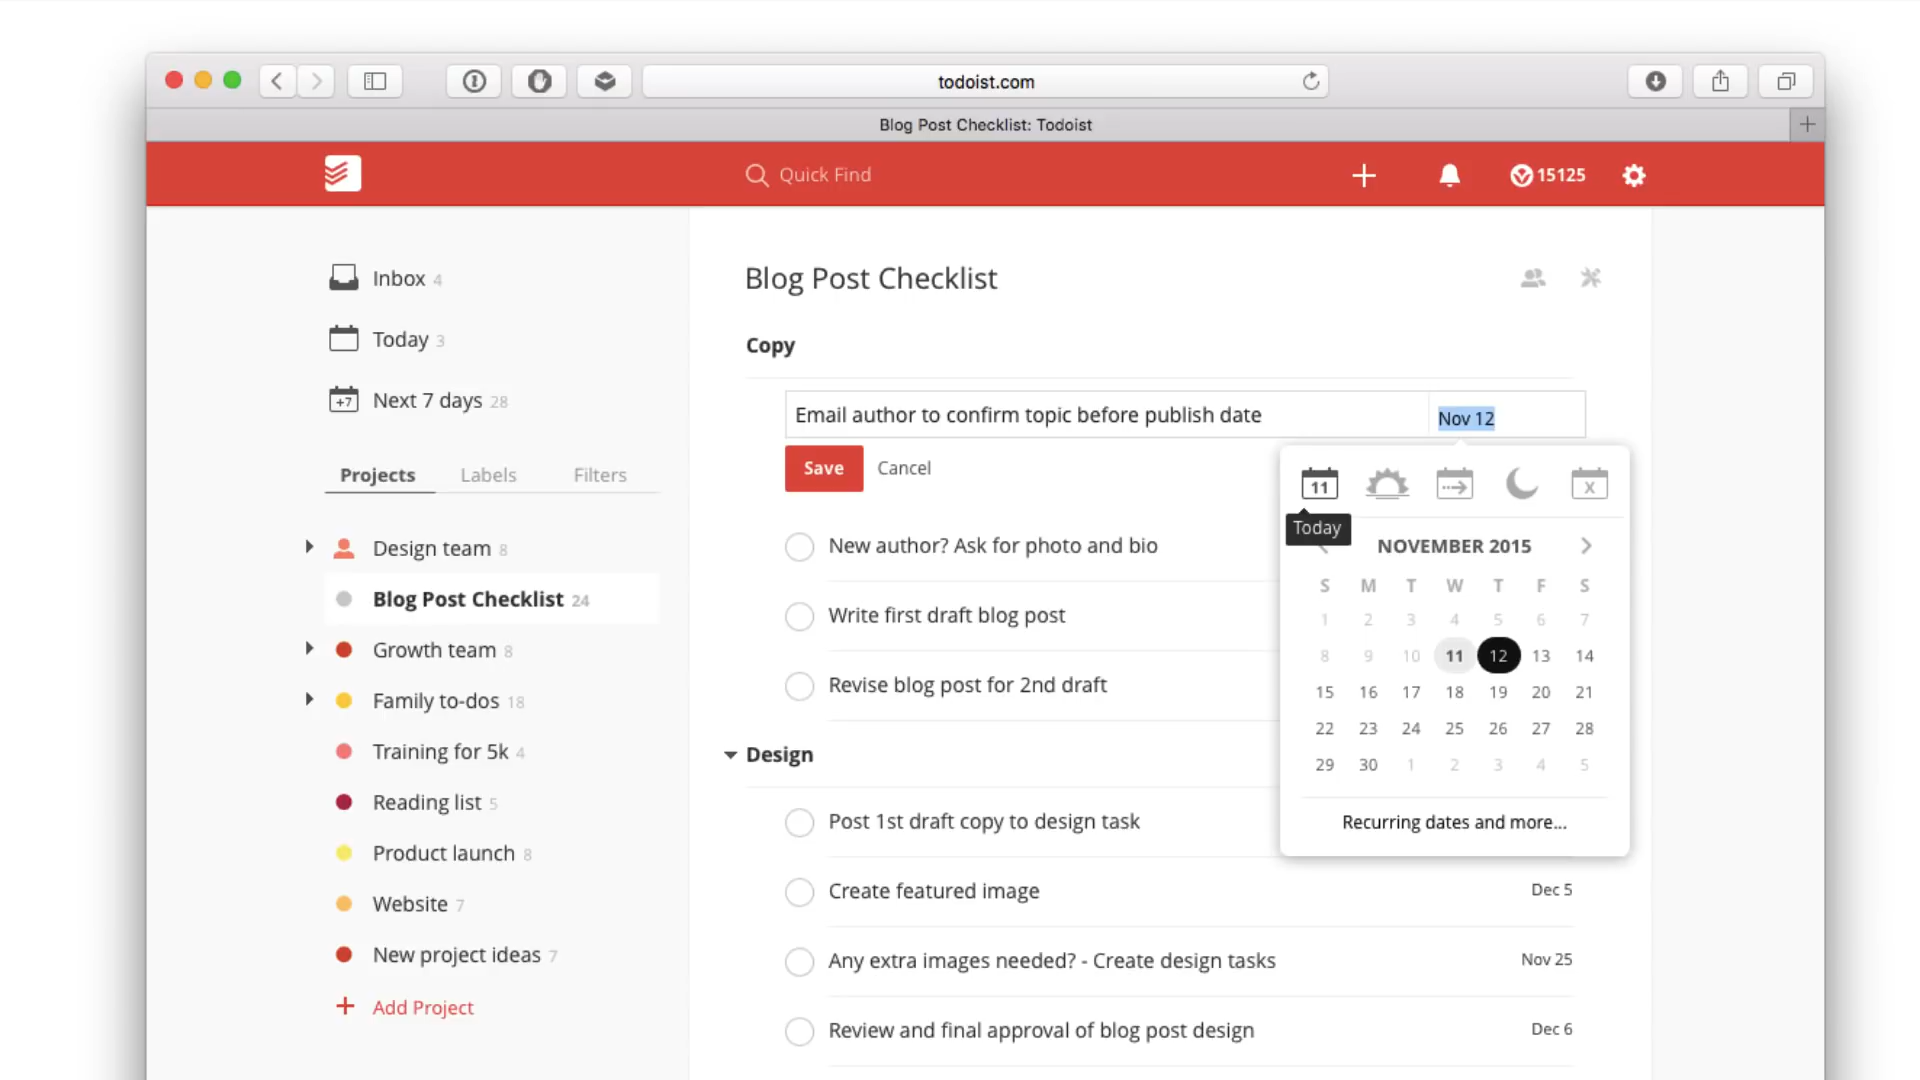 todoist.com
Blog Post Checklist: Todoist
Quick Find
15125
Inbox 4
Today 3
+7 Next 7 days 28
Projects Labels Filters
Design team 8
Blog Post Checklist 24
Growth team 8
Family to-dos 18
Training for 5k 4
Reading list 5
Product launch 8
Website 7
New project ideas 7
+ Add Project
Blog Post Checklist
Copy
Email author to confirm topic before publish date Nov 12
Save Cancel
New author? Ask for photo and bio
Write first draft blog post
Revise blog post for 2nd draft
Design
Post 1st draft copy to design task
Create featured image Dec 5
Any extra images needed? - Create design tasks Nov 25
Review and final approval of blog post design Dec 6
11 X
Today
NOVEMBER 2015
S M T W T F S
1 2 3 4 5 6 7
8 9 10 11 12 13 14
15 16 17 18 19 20 21
22 23 24 25 26 27 28
29 30 1 2 3 4 5
Recurring dates and more...